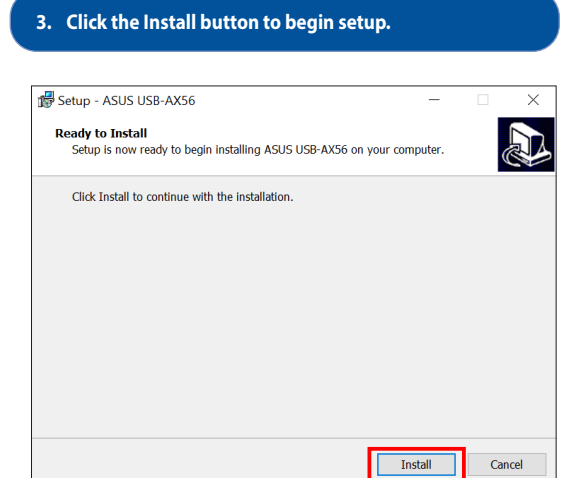 3. Click the Install button to begin setup.
Setup - ASUS USB-AX56
Ready to Install
Setup is now ready to begin installing ASUS USB-AX56 on your computer.
Click Install to continue with the installation.
Install
Cancel